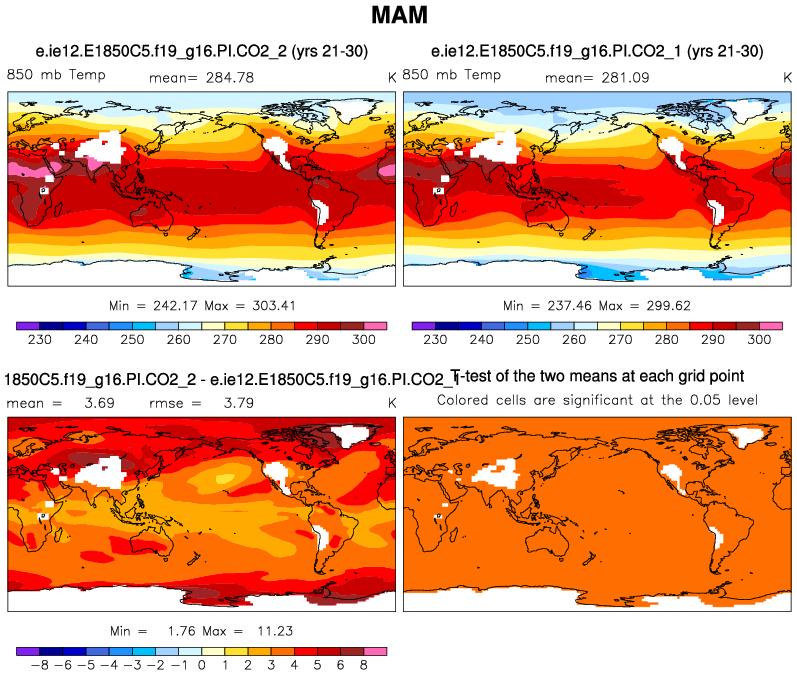 MAM
e.ie12.E1850C5.f19_g16.PI.CO2_2 (yrs 21-30)
e.ie12.E1850C5.f19_g16.PI.CO2_1 (yrs 21-30)
850 mb Temp mean= 284.78 K
850 mb Temp mean= 281.09 K
Min = 242.17 Max = 303.41
Min = 237.46 Max = 299.62
230 240 250 260 270 280 290 300
230 240 250 260 270 280 290 300
1850C5.f19_g16.PI.CO2_2 - e.ie12.E1850C5.f19_g16.PI.CO2_1
T-test of the two means at each grid point
mean = 3.69 rmse = 3.79 K
Colored cells are significant at the 0.05 level
Min = 1.76 Max = 11.23
-8 -6 -5 -4 -3 -2 -1 0 1 2 3 4 5 6 8